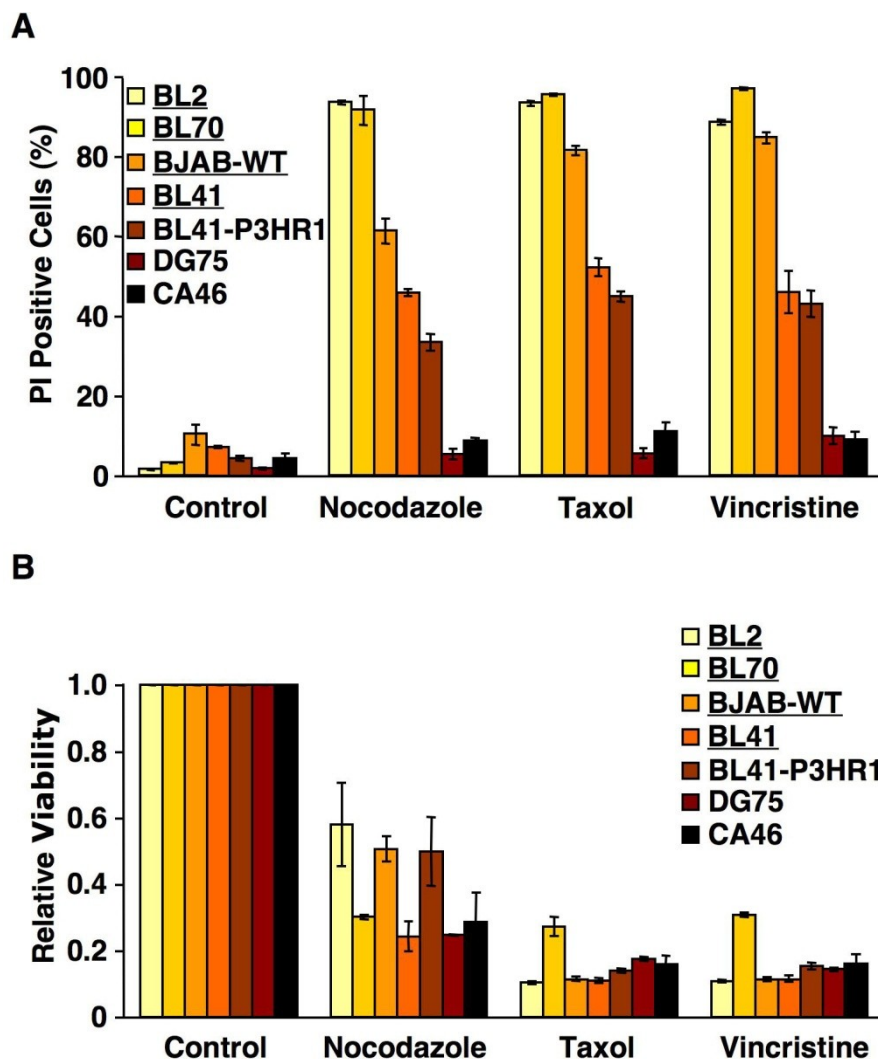 A
PI Positive Cells (%)
100
80
60
40
20
0
BL2
BL70
BJAB-WT
BL41
BL41-P3HR1
DG75
CA46
Control Nocodazole Taxol Vincristine
B
Relative Viability
1.0
0.8
0.6
0.4
0.2
0
BL2
BL70
BJAB-WT
BL41
BL41-P3HR1
DG75
CA46
Control Nocodazole Taxol Vincristine